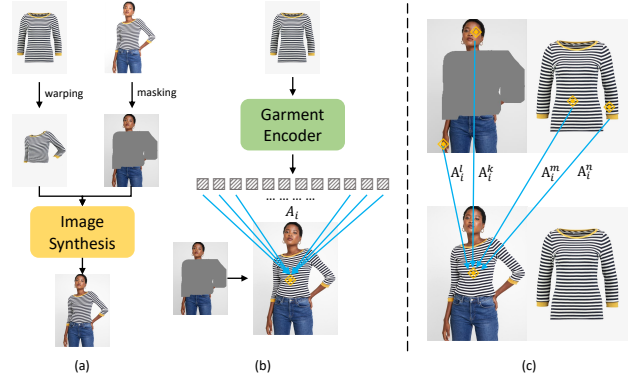 warping
masking
Image
Synthesis
(a)
Garment
Encoder
... ... ... ...
A_i
(b)
A_i^l
A_i^k
A_i^m
A_i^n
(c)